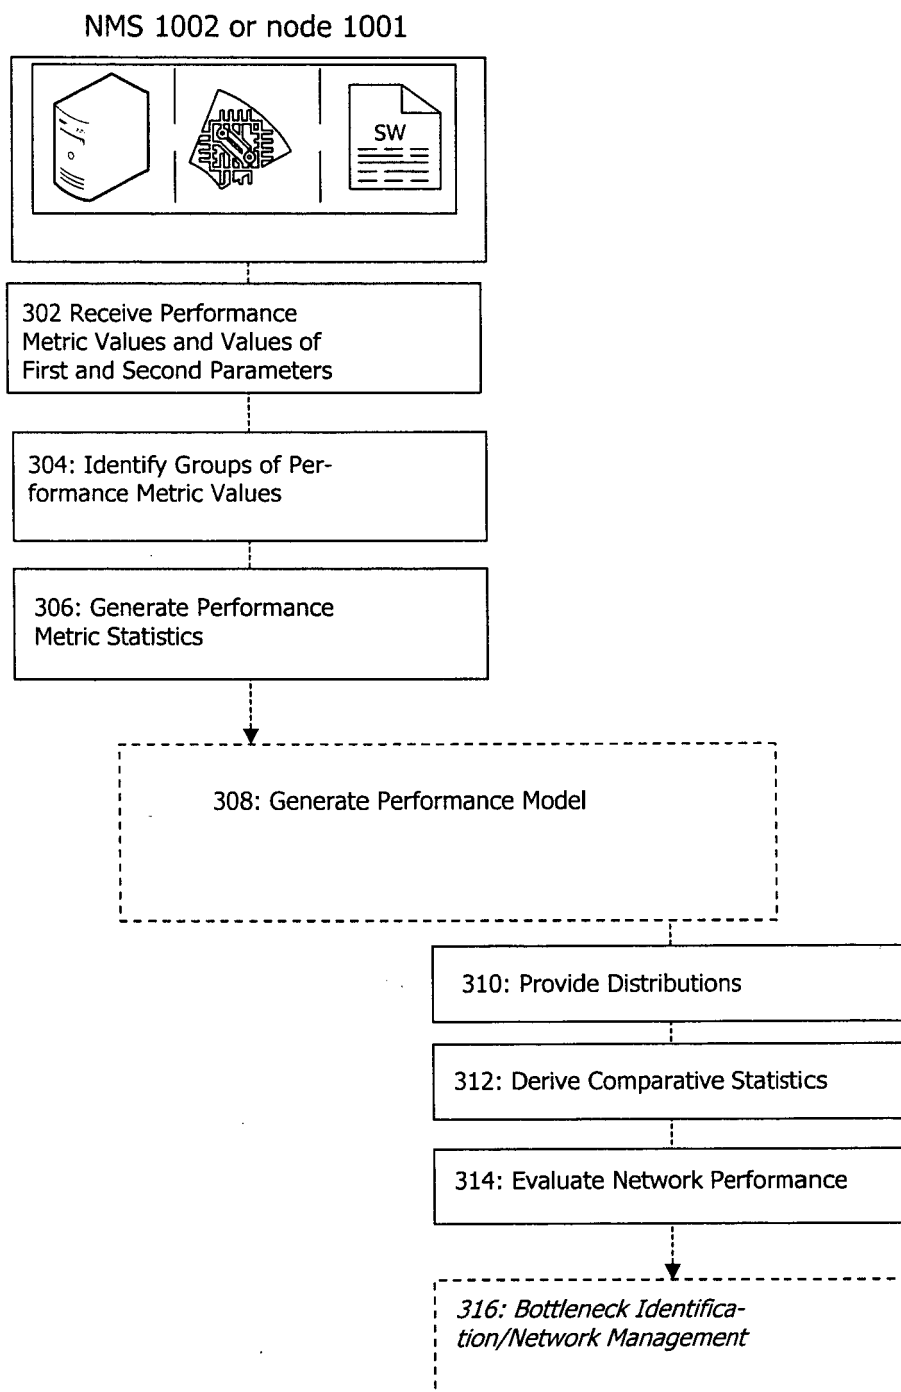 NMS 1002 or node 1001
SW
302 Receive Performance
Metric Values and Values of
First and Second Parameters
304: Identify Groups of Per-
formance Metric Values
306: Generate Performance
Metric Statistics
308: Generate Performance Model
310: Provide Distributions
312: Derive Comparative Statistics
314: Evaluate Network Performance
316: Bottleneck Identifica-
tion/Network Management